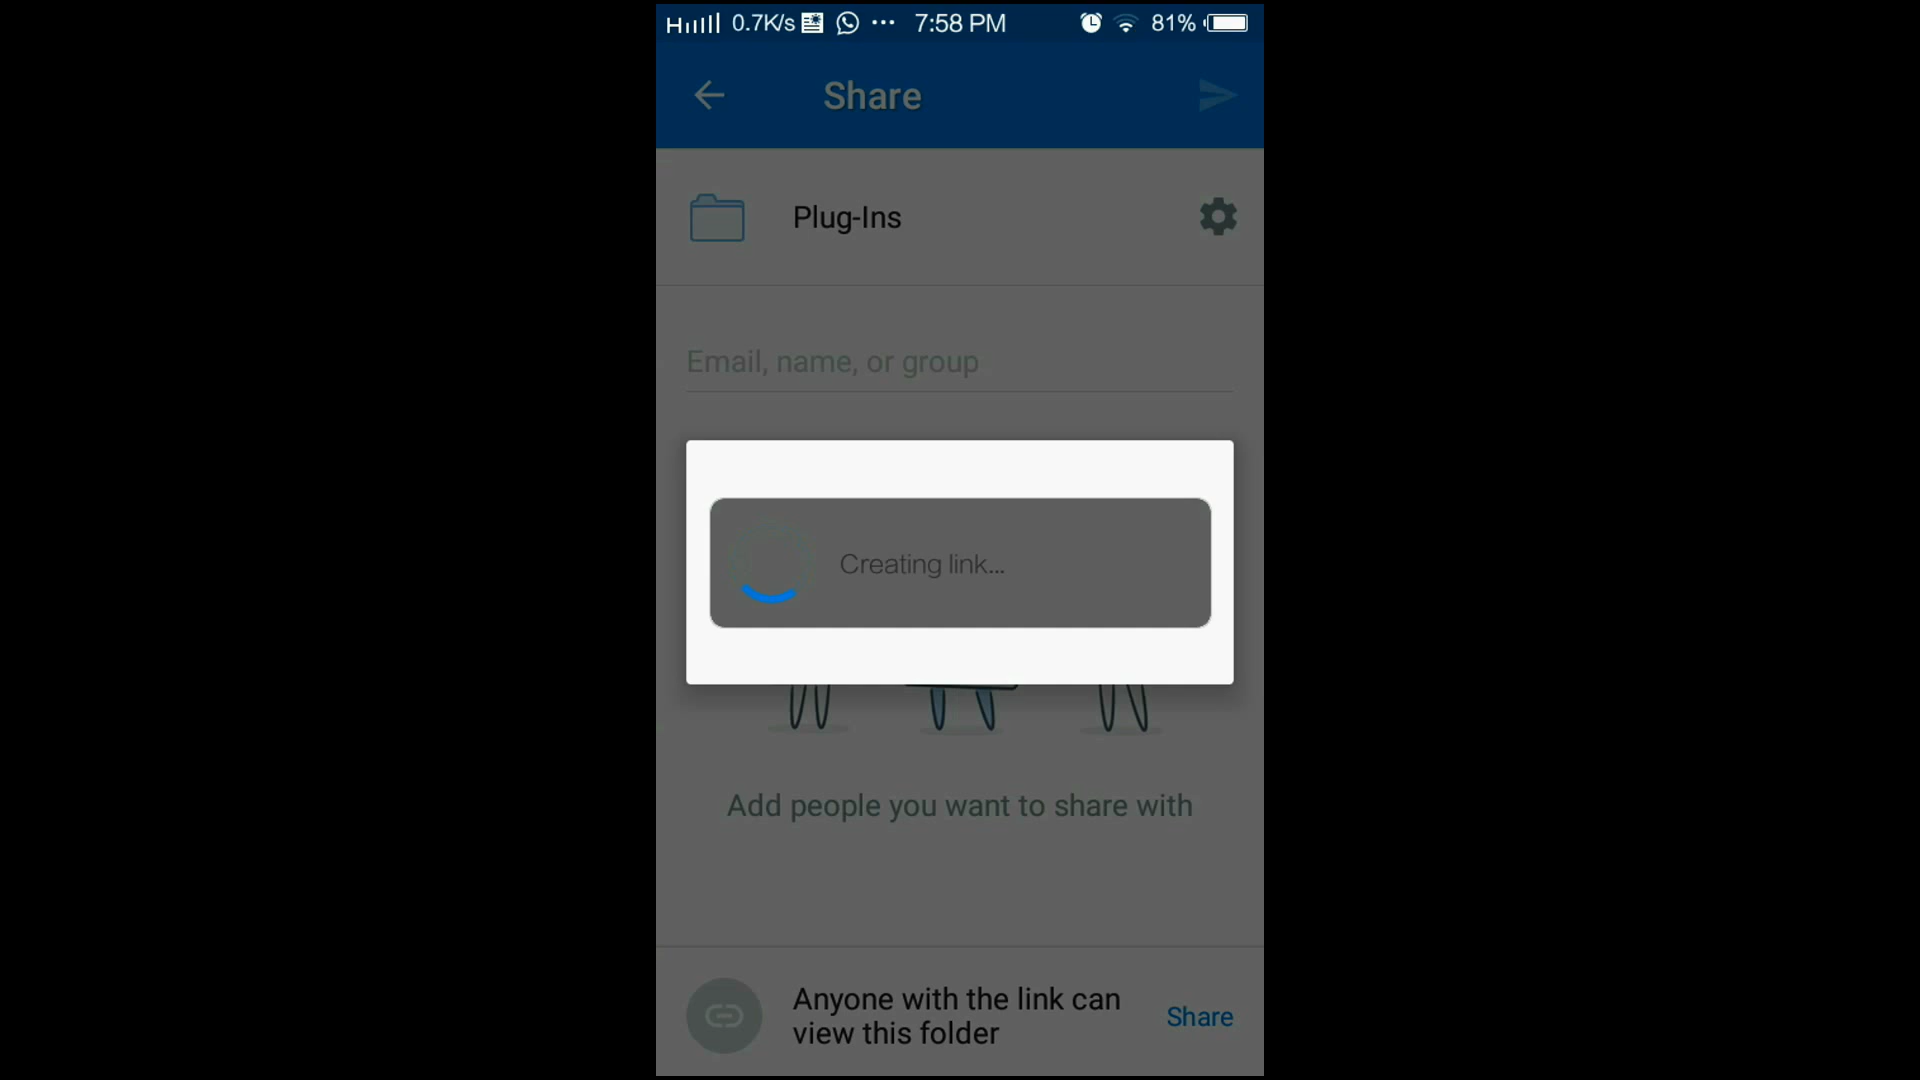 H 0.7K/s ... 7:58 PM 81%
Share
Plug-Ins
Email, name, or group
Creating link...
Add people you want to share with
Anyone with the link can
view this folder
Share